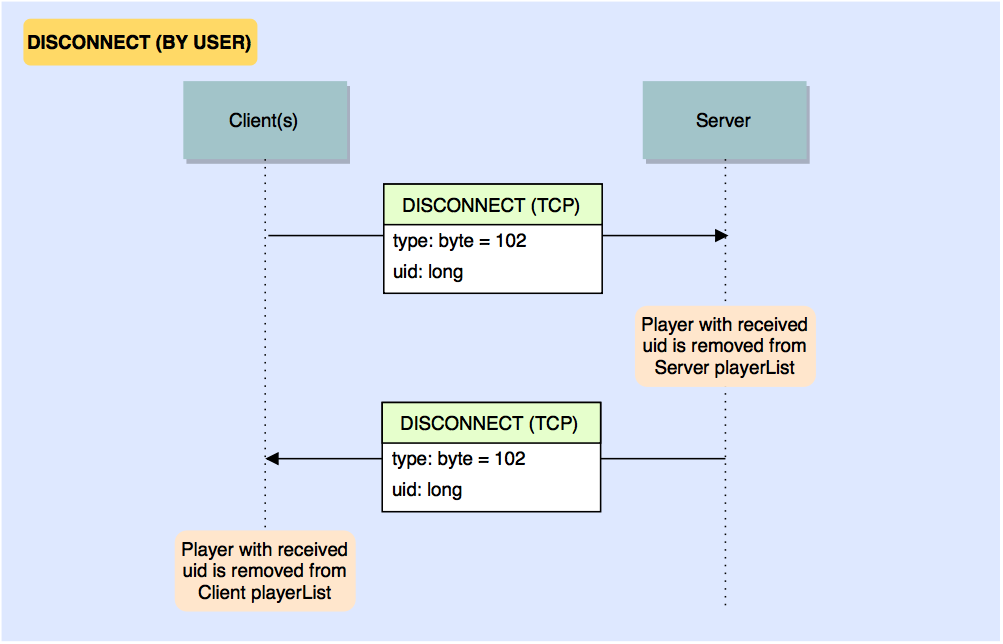 DISCONNECT (BY USER)
Client(s)
Server
DISCONNECT (TCP)
type: byte = 102
uid: long
Player with received
uid is removed from
Server playerList
DISCONNECT (TCP)
type: byte = 102
uid: long
Player with received
uid is removed from
Client playerList